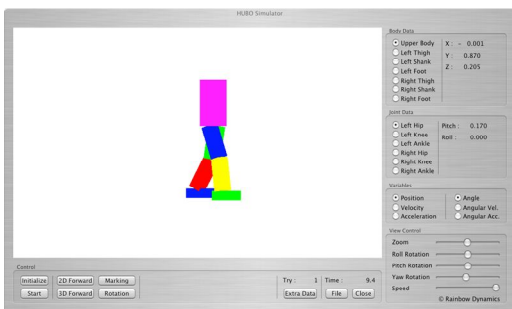 HUBO Simulator
Body Data
Upper Body X : - 0.001
Left Thigh Y : 0.870
Left Shank Z : 0.205
Left Foot
Right Thigh
Right Shank
Right Foot
Joint Data
Left Hip Pitch : 0.170
Left Knee Roll : 0.000
Left Ankle
Right Hip
Right Knee
Right Ankle
Variables
Position Angle
Velocity Angular Vel.
Acceleration Angular Acc.
View Control
Zoom
Roll Rotation
Pitch Rotation
Yaw Rotation
Speed
© Rainbow Dynamics
Control
Initialize 2D Forward Marking Try : 1 Time : 9.4
Start 3D Forward Rotation Extra Data File Close